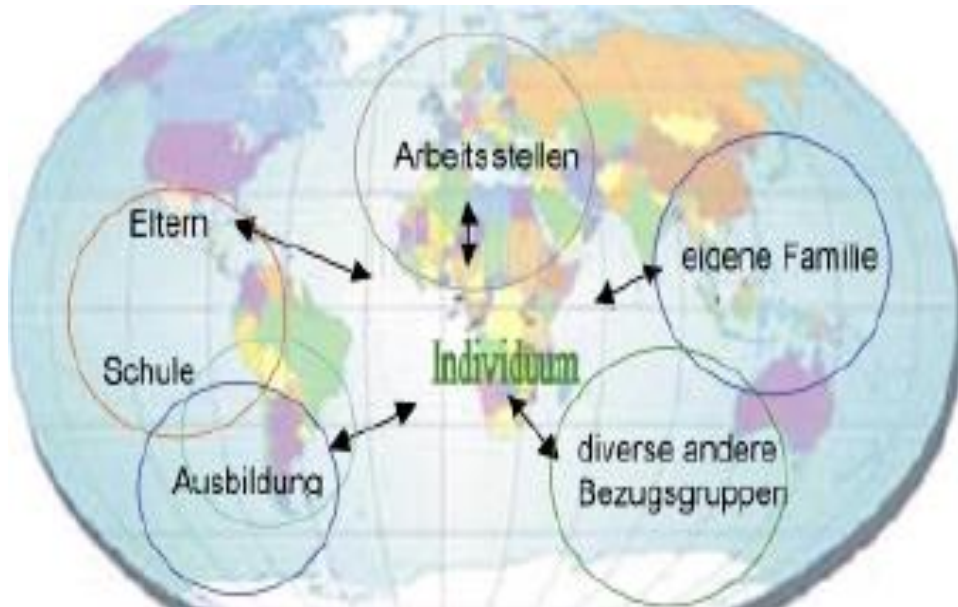 Arbeitsstellen
Eltern
eigene Familie
Schule
Individuum
Ausbildung
diverse andere
Bezugsgruppen